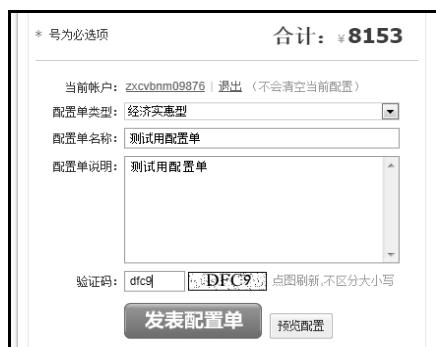 * 号为必选项 合计：¥8153
当前帐户：zxcvbnm09876 | 退出 （不会清空当前配置）
配置单类型：经济实惠型
配置单名称：测试用配置单
配置单说明：测试用配置单
验证码：dfc9 DFC9 点图刷新,不区分大小写
发表配置单 预览配置